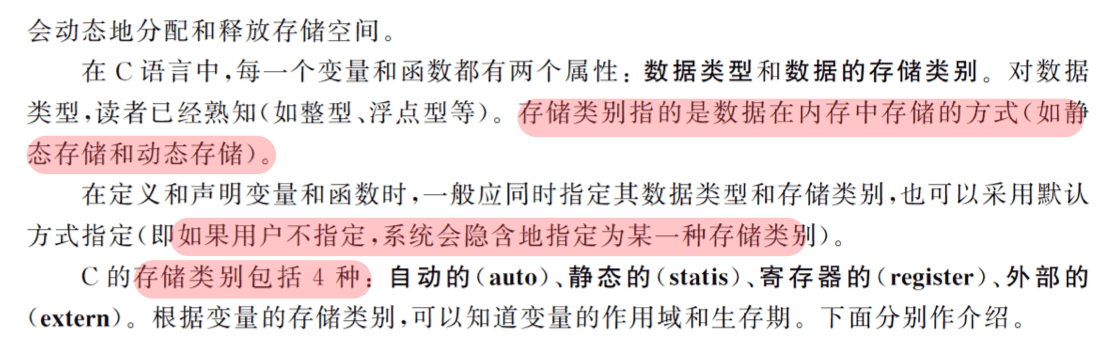 会动态地分配和释放存储空间。
在 C 语言中,每一个变量和函数都有两个属性：数据类型和数据的存储类别。对数据
类型,读者已经熟知(如整型、浮点型等)。存储类别指的是数据在内存中存储的方式(如静
态存储和动态存储)。
在定义和声明变量和函数时,一般应同时指定其数据类型和存储类别,也可以采用默认
方式指定(即如果用户不指定,系统会隐含地指定为某一种存储类别)。
C 的存储类别包括 4 种：自动的(auto)、静态的(statis)、寄存器的(register)、外部的
(extern)。根据变量的存储类别,可以知道变量的作用域和生存期。下面分别作介绍。